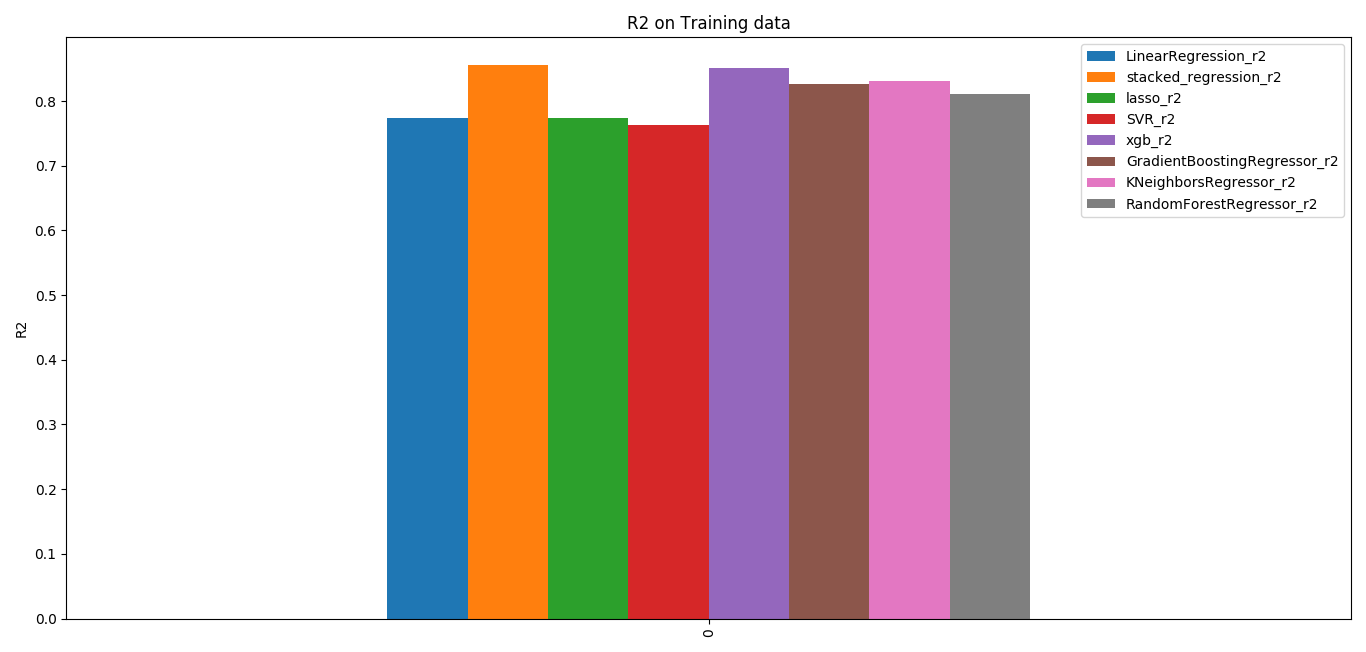 R2 on Training data
LinearRegression_r2
stacked_regression_r2
lasso_r2
SVR_r2
xgb_r2
GradientBoostingRegressor_r2
KNeighborsRegressor_r2
RandomForestRegressor_r2
R2
0.8
0.7
0.6
0.5
0.4
0.3
0.2
0.1
0.0
0